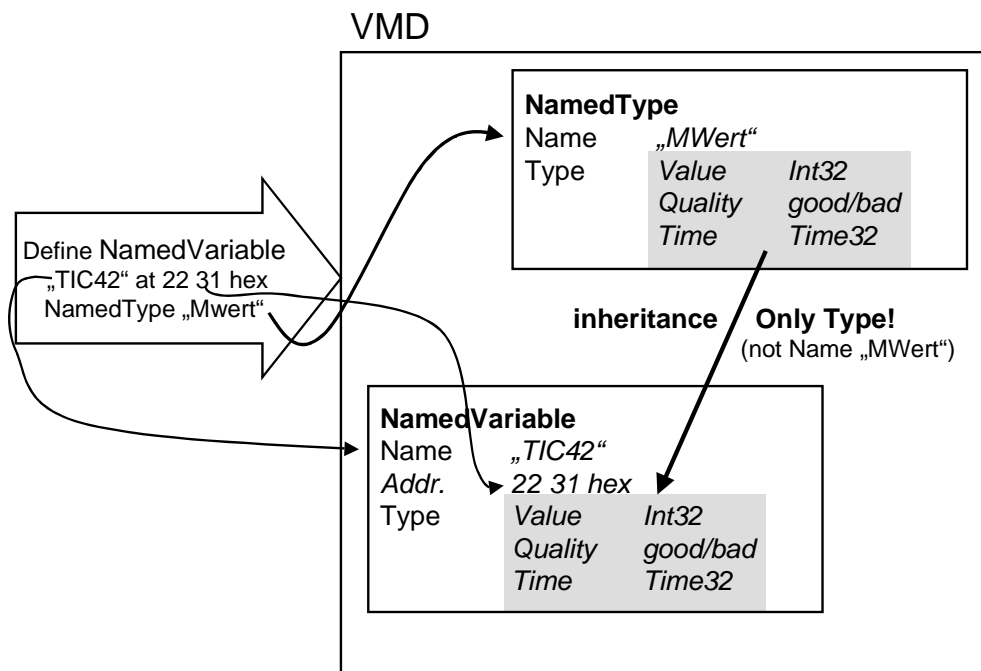 VMD
NamedType
Name „MWert“
Type Value Int32
Quality good/bad
Time Time32
Define NamedVariable
„TIC42“ at 22 31 hex
NamedType „Mwert“
inheritance Only Type!
(not Name „MWert“)
NamedVariable
Name „TIC42“
Addr. 22 31 hex
Type Value Int32
Quality good/bad
Time Time32